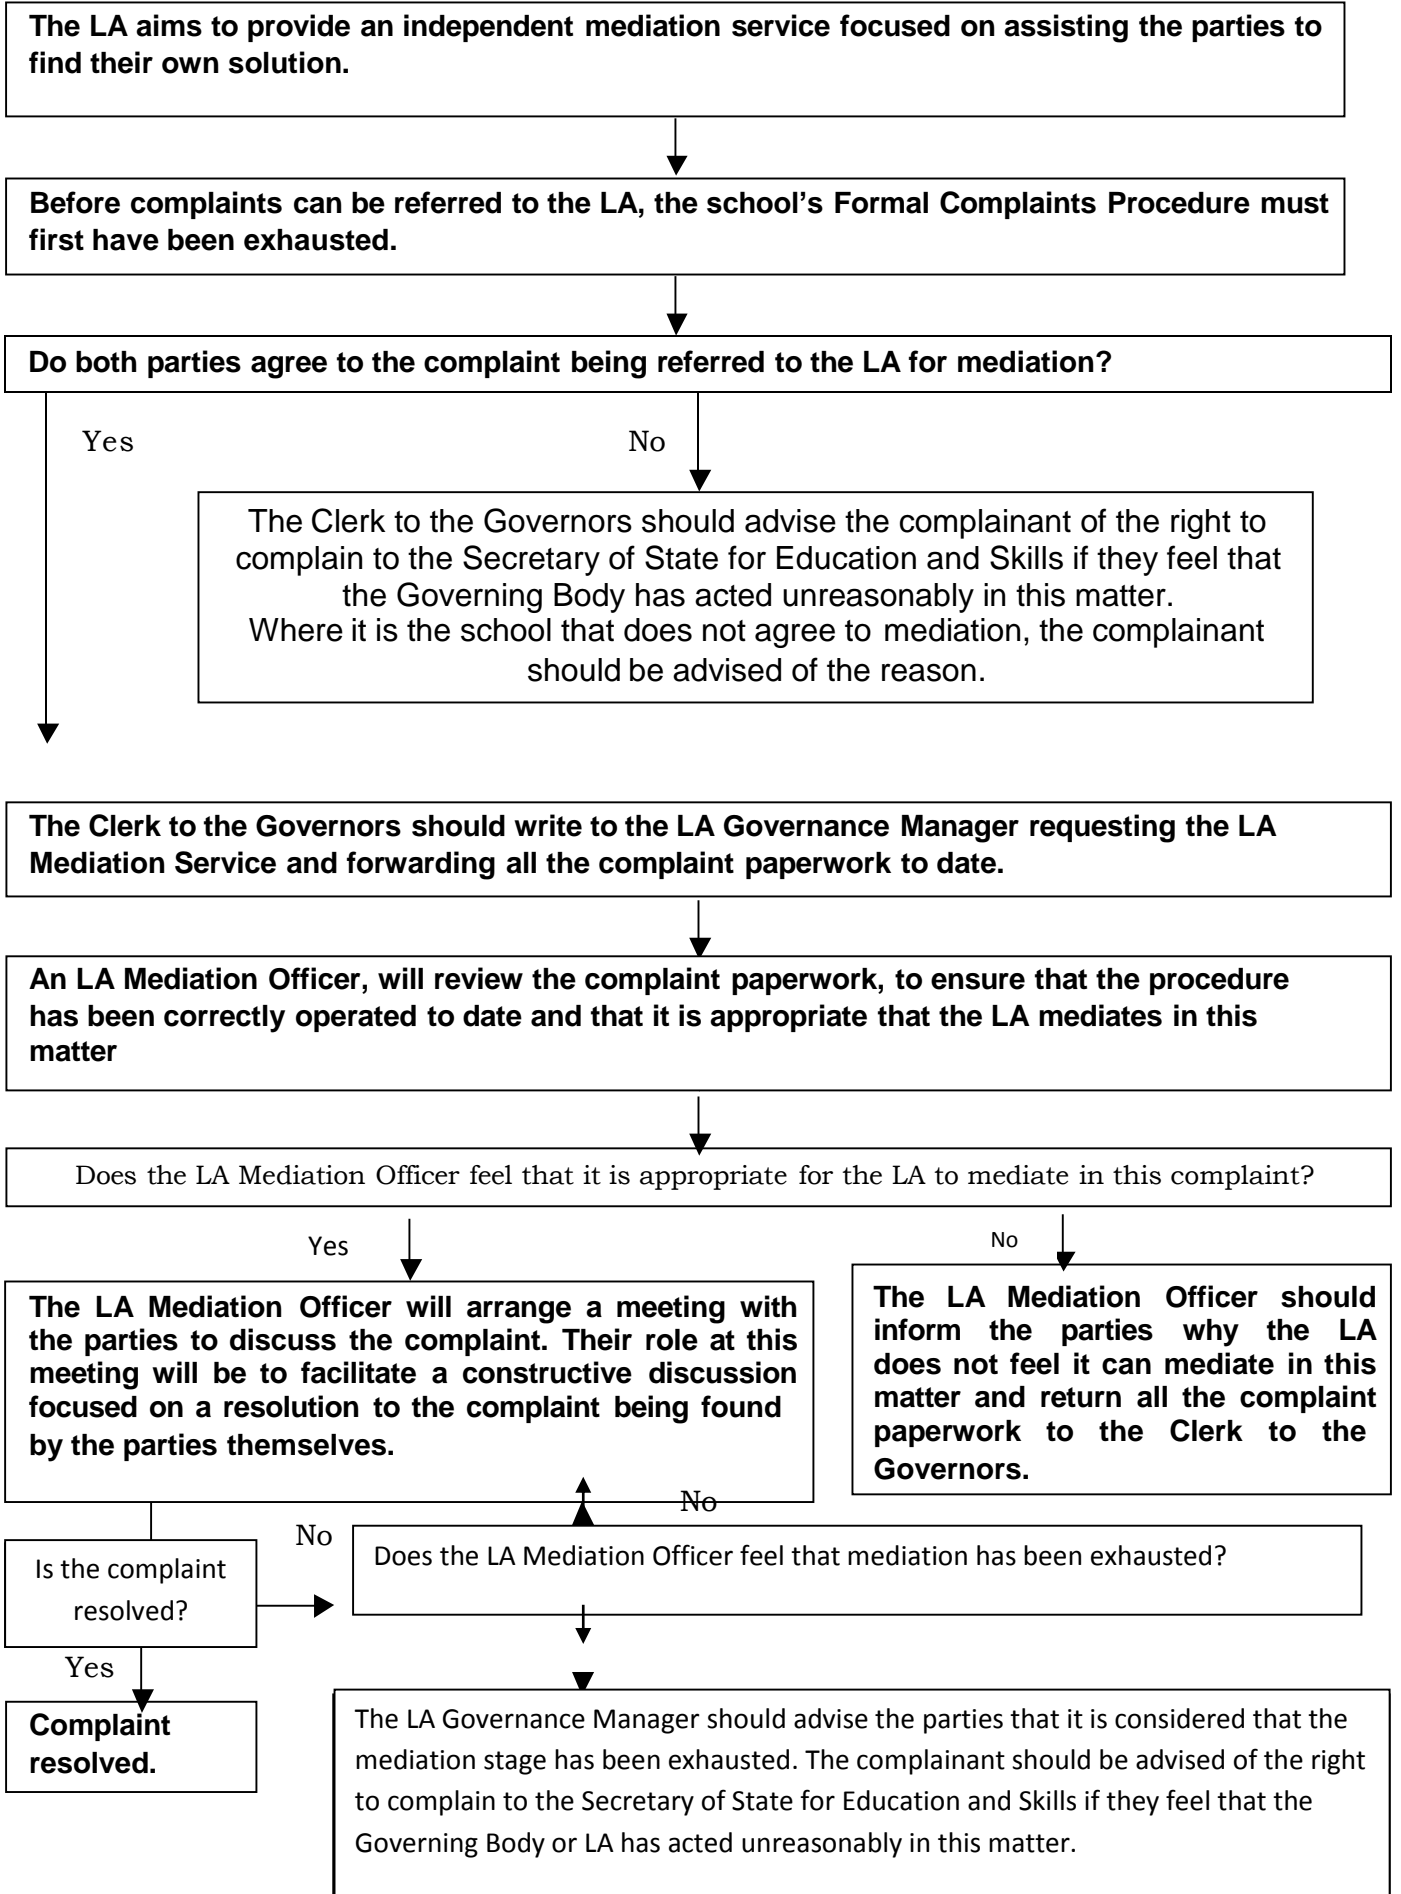 The LA aims to provide an independent mediation service focused on assisting the parties to
find their own solution.
Before complaints can be referred to the LA, the school’s Formal Complaints Procedure must
first have been exhausted.
Do both parties agree to the complaint being referred to the LA for mediation?
Yes
No
The Clerk to the Governors should advise the complainant of the right to
complain to the Secretary of State for Education and Skills if they feel that
the Governing Body has acted unreasonably in this matter.
Where it is the school that does not agree to mediation, the complainant
should be advised of the reason.
The Clerk to the Governors should write to the LA Governance Manager requesting the LA
Mediation Service and forwarding all the complaint paperwork to date.
An LA Mediation Officer, will review the complaint paperwork, to ensure that the procedure
has been correctly operated to date and that it is appropriate that the LA mediates in this
matter
Does the LA Mediation Officer feel that it is appropriate for the LA to mediate in this complaint?
Yes
No
The LA Mediation Officer will arrange a meeting with
the parties to discuss the complaint. Their role at this
meeting will be to facilitate a constructive discussion
focused on a resolution to the complaint being found
by the parties themselves.
The LA Mediation Officer should
inform the parties why the LA
does not feel it can mediate in this
matter and return all the complaint
paperwork to the Clerk to the
Governors.
No
No
Is the complaint
resolved?
Does the LA Mediation Officer feel that mediation has been exhausted?
Yes
Complaint
resolved.
The LA Governance Manager should advise the parties that it is considered that the
mediation stage has been exhausted. The complainant should be advised of the right
to complain to the Secretary of State for Education and Skills if they feel that the
Governing Body or LA has acted unreasonably in this matter.